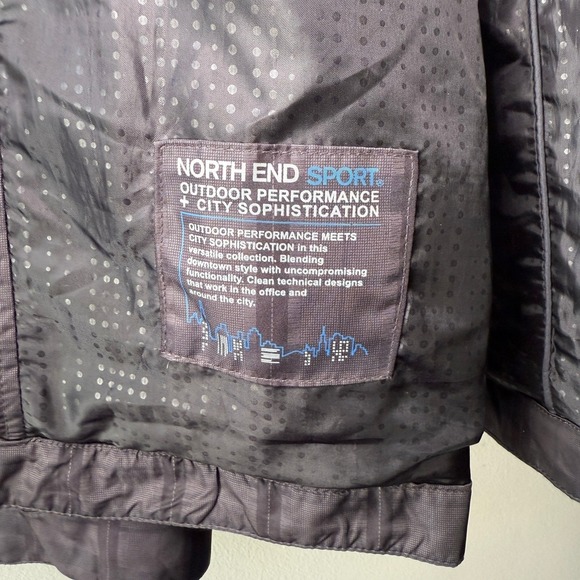 NORTH END SPORT®
OUTDOOR PERFORMANCE
+ CITY SOPHISTICATION
OUTDOOR PERFORMANCE MEETS
CITY SOPHISTICATION in this
versatile collection. Blending
downtown style with uncompromising
functionality. Clean technical designs
that work in the office and
around the city.